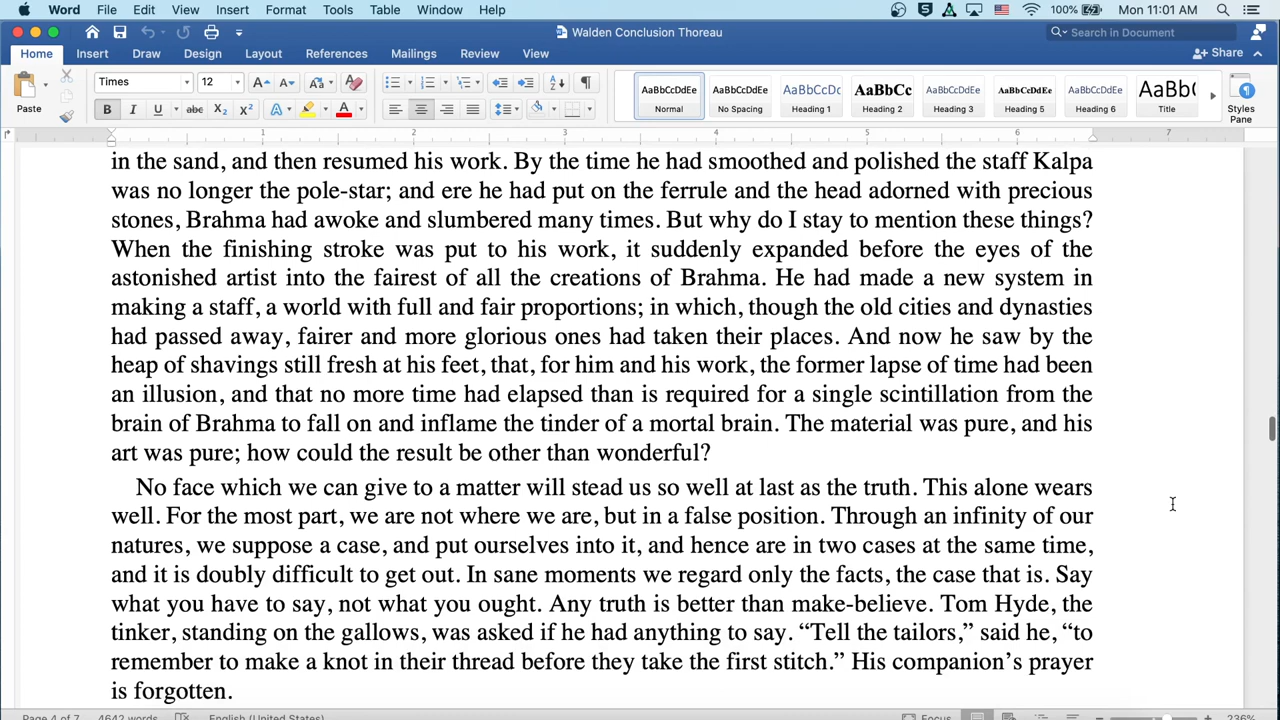 Word File Edit View Insert Format Tools Table Window Help 100% Mon 11:01 AM
Walden Conclusion Thoreau Search in Document
Home Insert Draw Design Layout References Mailings Review View Share
Paste Times 12
AaBbCcDdEe AaBbCcDdEe AaBbCcDc AaBbCc AaBbCcDdEe AaBbCcDdEe AaBbCcDdEe AaBb(
Normal No Spacing Heading 1 Heading 2 Heading 3 Heading 5 Heading 6 Title Styles Pane
1 2 3 4 5 6 7
in the sand, and then resumed his work. By the time he had smoothed and polished the staff Kalpa
was no longer the pole-star; and ere he had put on the ferrule and the head adorned with precious
stones, Brahma had awoke and slumbered many times. But why do I stay to mention these things?
When the finishing stroke was put to his work, it suddenly expanded before the eyes of the
astonished artist into the fairest of all the creations of Brahma. He had made a new system in
making a staff, a world with full and fair proportions; in which, though the old cities and dynasties
had passed away, fairer and more glorious ones had taken their places. And now he saw by the
heap of shavings still fresh at his feet, that, for him and his work, the former lapse of time had been
an illusion, and that no more time had elapsed than is required for a single scintillation from the
brain of Brahma to fall on and inflame the tinder of a mortal brain. The material was pure, and his
art was pure; how could the result be other than wonderful?
No face which we can give to a matter will stead us so well at last as the truth. This alone wears
well. For the most part, we are not where we are, but in a false position. Through an infinity of our
natures, we suppose a case, and put ourselves into it, and hence are in two cases at the same time,
and it is doubly difficult to get out. In sane moments we regard only the facts, the case that is. Say
what you have to say, not what you ought. Any truth is better than make-believe. Tom Hyde, the
tinker, standing on the gallows, was asked if he had anything to say. “Tell the tailors,” said he, “to
remember to make a knot in their thread before they take the first stitch.” His companion’s prayer
is forgotten.
Page 4 of 7 4642 words English (United States) Focus 236%